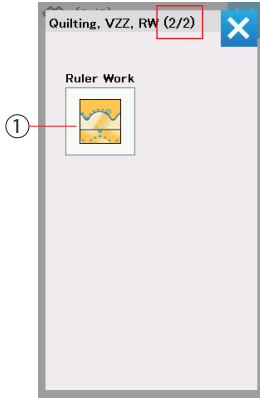 Quilting, VZZ, RW (2/2)
Ruler Work
①